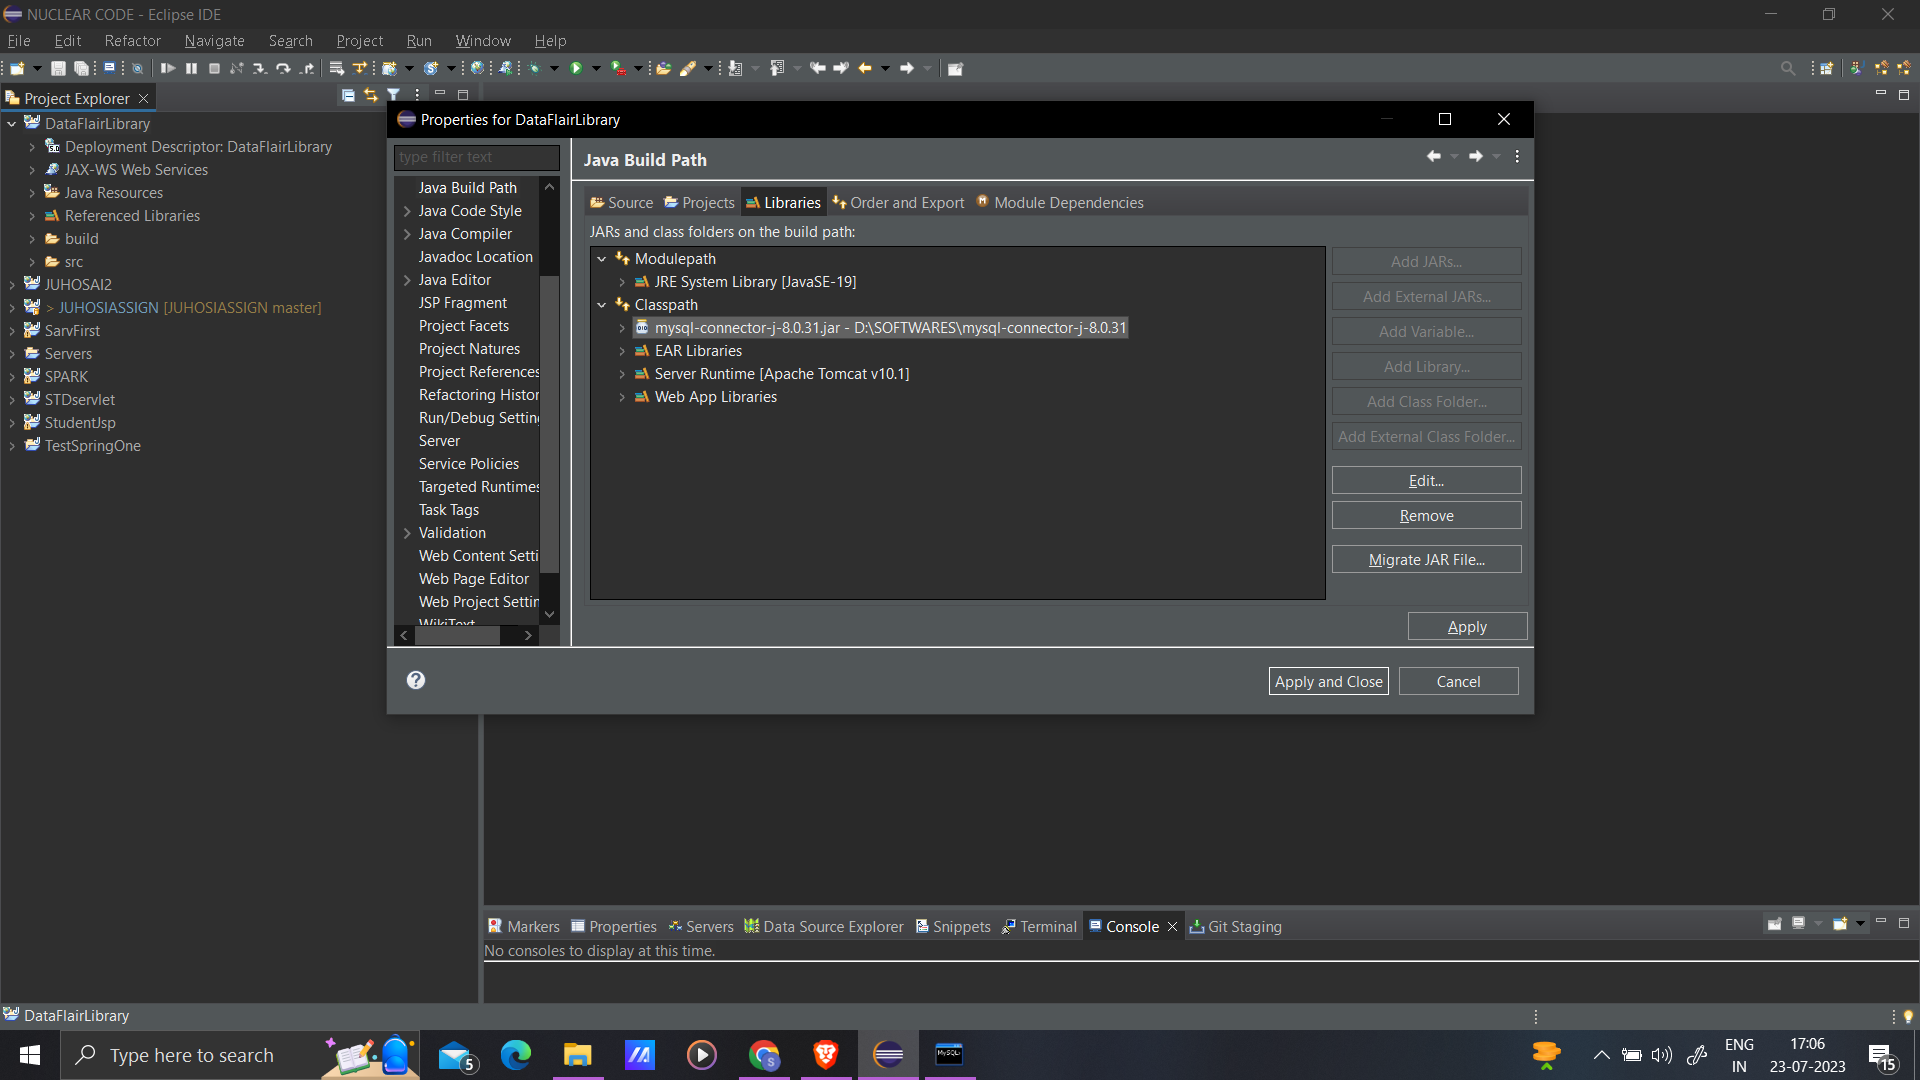 NUCLEAR CODE - Eclipse IDE
File Edit Refactor Navigate Search Project Run Window Help
Project Explorer
DataFlairLibrary
Deployment Descriptor: DataFlairLibrary
JAX-WS Web Services
Java Resources
Referenced Libraries
build
src
JUHOSAI2
> JUHOSIASSIGN [JUHOSIASSIGN master]
SarvFirst
Servers
SPARK
STDservlet
StudentJsp
TestSpringOne
Properties for DataFlairLibrary
type filter text
Java Build Path
Java Code Style
Java Compiler
Javadoc Location
Java Editor
JSP Fragment
Project Facets
Project Natures
Project References
Refactoring Histor
Run/Debug Setting
Server
Service Policies
Targeted Runtimes
Task Tags
Validation
Web Content Setti
Web Page Editor
Web Project Settin
WikiText
Java Build Path
Source Projects Libraries Order and Export Module Dependencies
JARs and class folders on the build path:
Modulepath
JRE System Library [JavaSE-19]
Classpath
mysql-connector-j-8.0.31.jar - D:\SOFTWARES\mysql-connector-j-8.0.31
EAR Libraries
Server Runtime [Apache Tomcat v10.1]
Web App Libraries
Add JARs...
Add External JARs...
Add Variable...
Add Library...
Add Class Folder...
Add External Class Folder...
Edit...
Remove
Migrate JAR File...
Apply
Apply and Close Cancel
Markers Properties Servers Data Source Explorer Snippets Terminal Console Git Staging
No consoles to display at this time.
DataFlairLibrary
Type here to search
5
S
MySQL
ENG
IN
17:06
23-07-2023
15